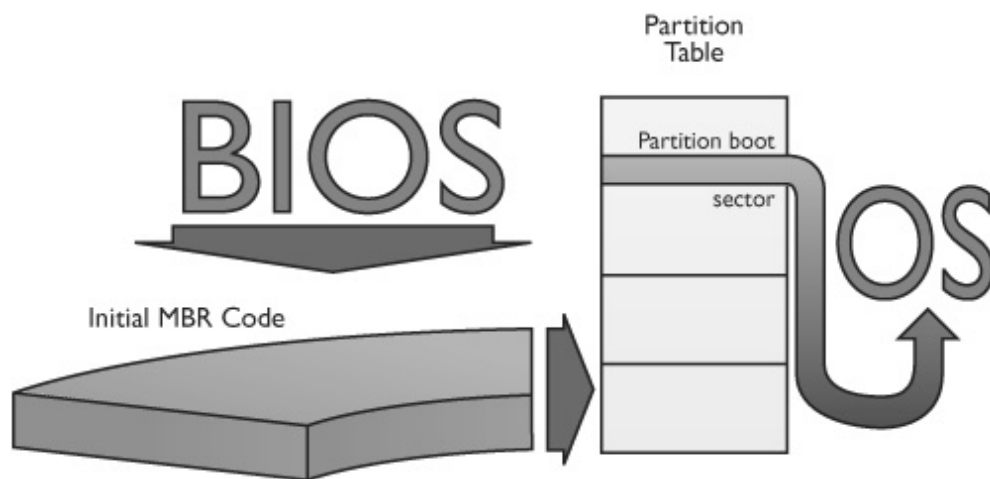 Partition
Table
BIOS
Partition boot
sector
OS
Initial MBR Code